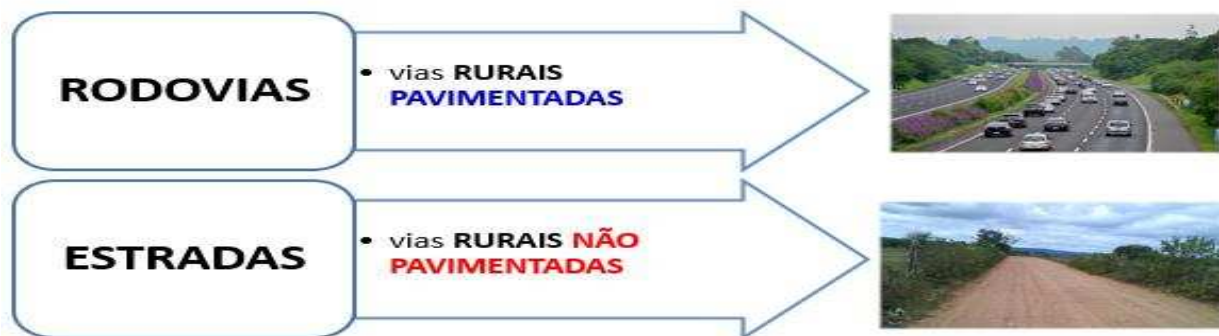 RODOVIAS
• vias RURAIS
PAVIMENTADAS
ESTRADAS
• vias RURAIS NÃO
PAVIMENTADAS